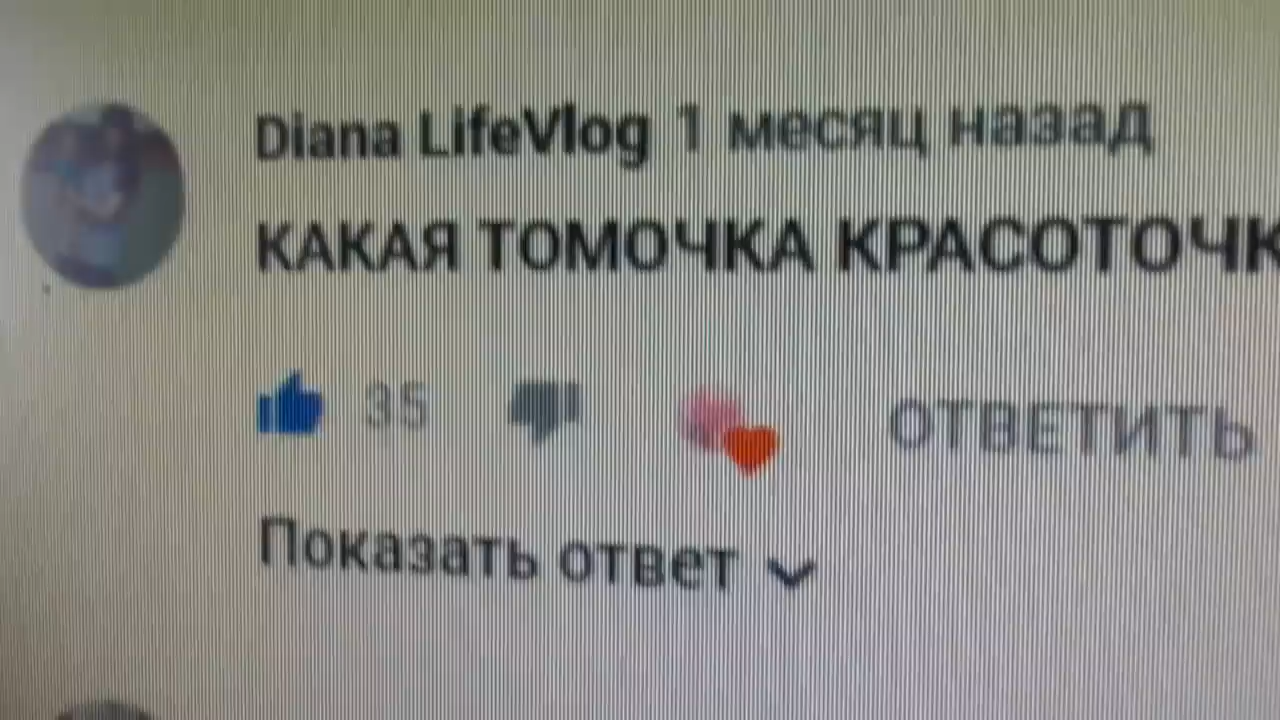 Diana LifeVlog 1 месяц назад
КАКАЯ ТОМОЧКА КРАСОТОЧК
35 ОТВЕТИТЬ
Показать ответ